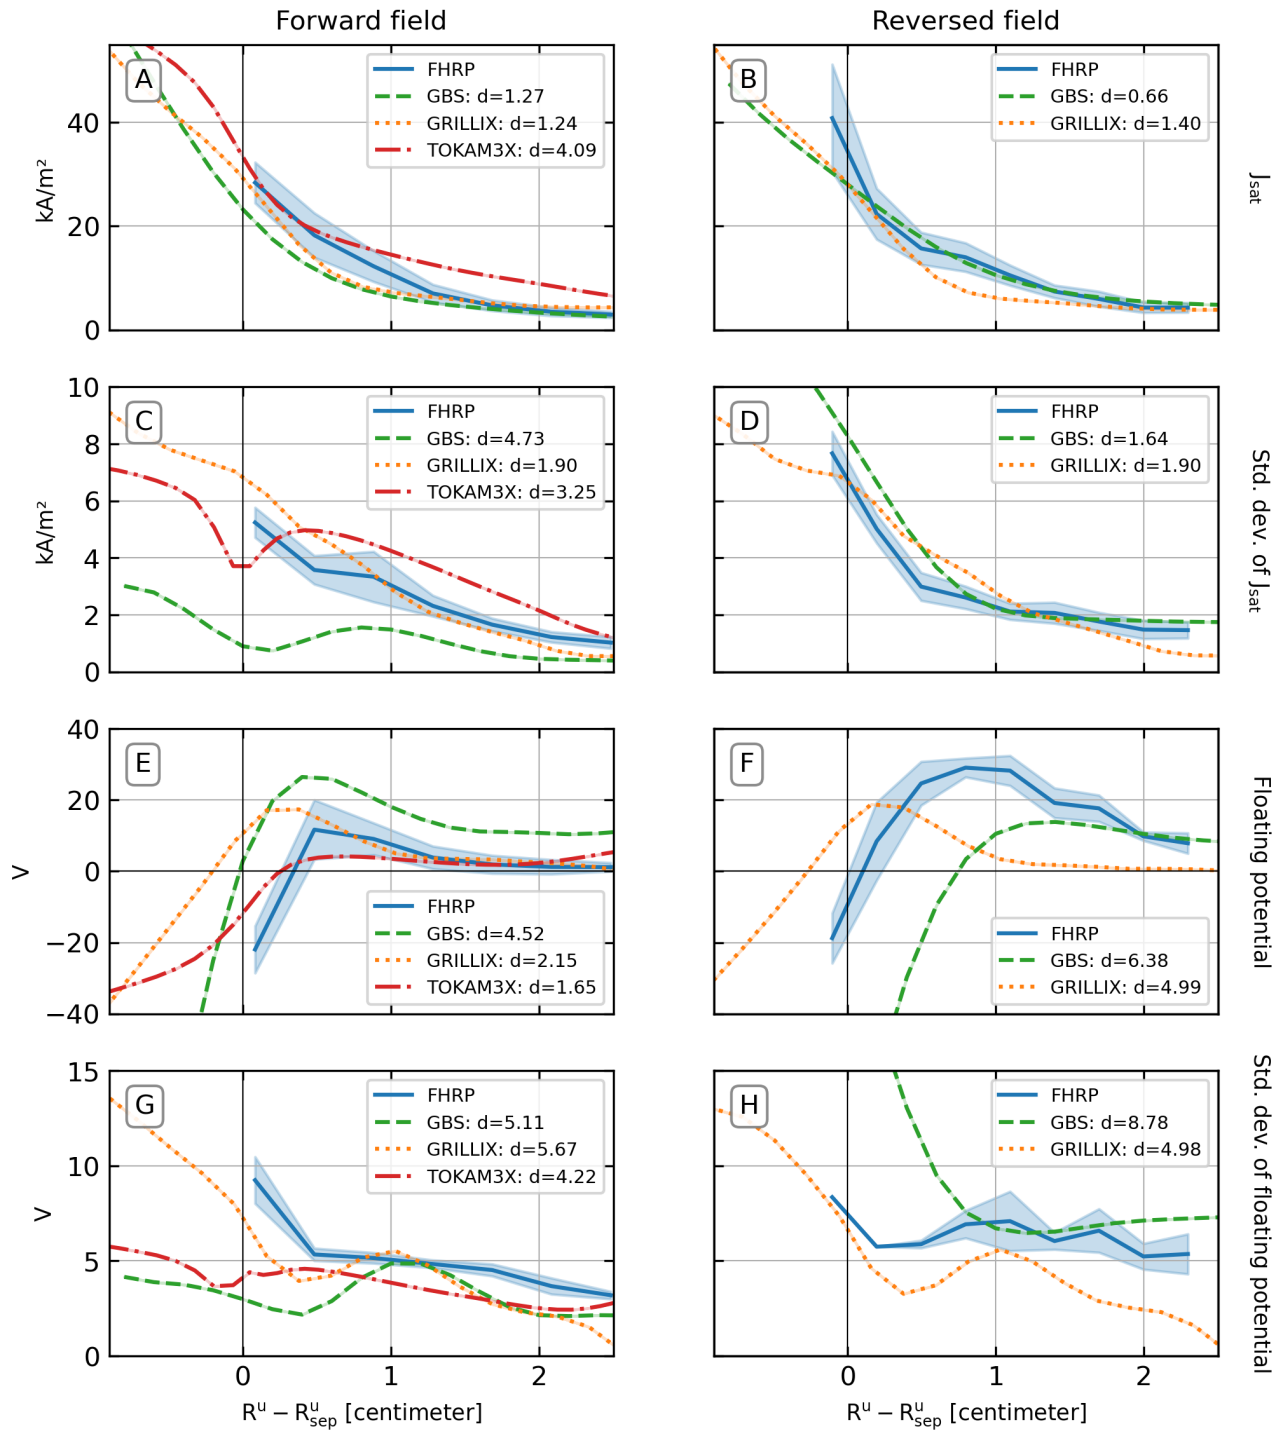 Forward field
Reversed field
A
FHRP
GBS: d=1.27
GRILLIX: d=1.24
TOKAM3X: d=4.09
kA/m²
40
20
0
B
FHRP
GBS: d=0.66
GRILLIX: d=1.40
Jsat
C
FHRP
GBS: d=4.73
GRILLIX: d=1.90
TOKAM3X: d=3.25
kA/m²
10
8
6
4
2
0
D
FHRP
GBS: d=1.64
GRILLIX: d=1.90
Std. dev. of Jsat
E
FHRP
GBS: d=4.52
GRILLIX: d=2.15
TOKAM3X: d=1.65
V
40
20
0
−20
−40
F
FHRP
GBS: d=6.38
GRILLIX: d=4.99
Floating potential
G
FHRP
GBS: d=5.11
GRILLIX: d=5.67
TOKAM3X: d=4.22
V
15
10
5
0
H
FHRP
GBS: d=8.78
GRILLIX: d=4.98
Std. dev. of floating potential
0 1 2
0 1 2
Rᵘ − Rᵘsep [centimeter]
Rᵘ − Rᵘsep [centimeter]